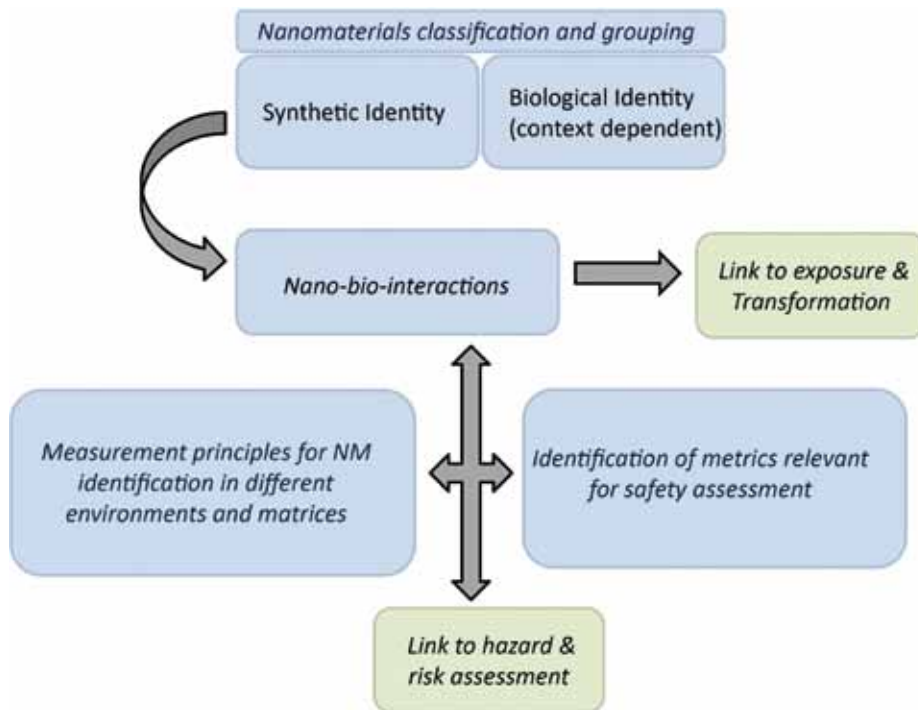 Nanomaterials classification and grouping
Synthetic Identity
Biological Identity
(context dependent)
Nano-bio-interactions
Link to exposure &
Transformation
Measurement principles for NM
identification in different
environments and matrices
Identification of metrics relevant
for safety assessment
Link to hazard &
risk assessment